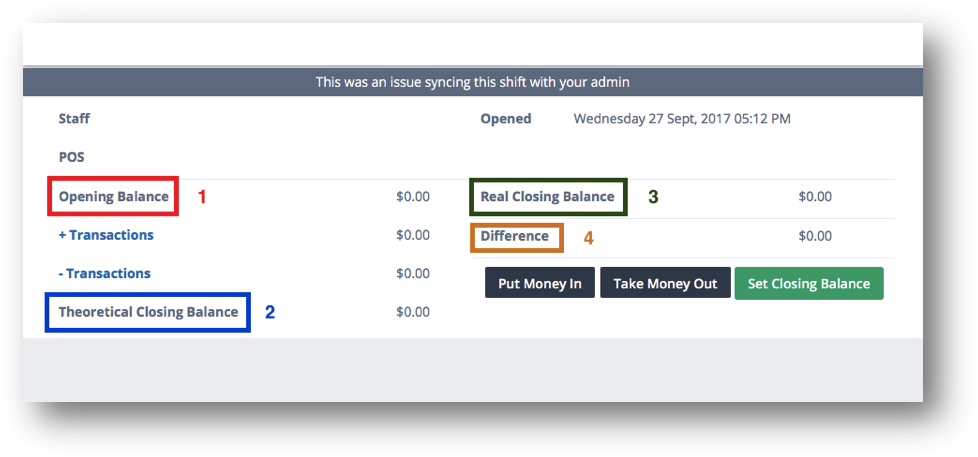 This was an issue syncing this shift with your admin
Staff
Opened Wednesday 27 Sept, 2017 05:12 PM
POS
Opening Balance 1 $0.00
Real Closing Balance 3 $0.00
+ Transactions $0.00
Difference 4 $0.00
- Transactions $0.00
Put Money In Take Money Out Set Closing Balance
Theoretical Closing Balance 2 $0.00